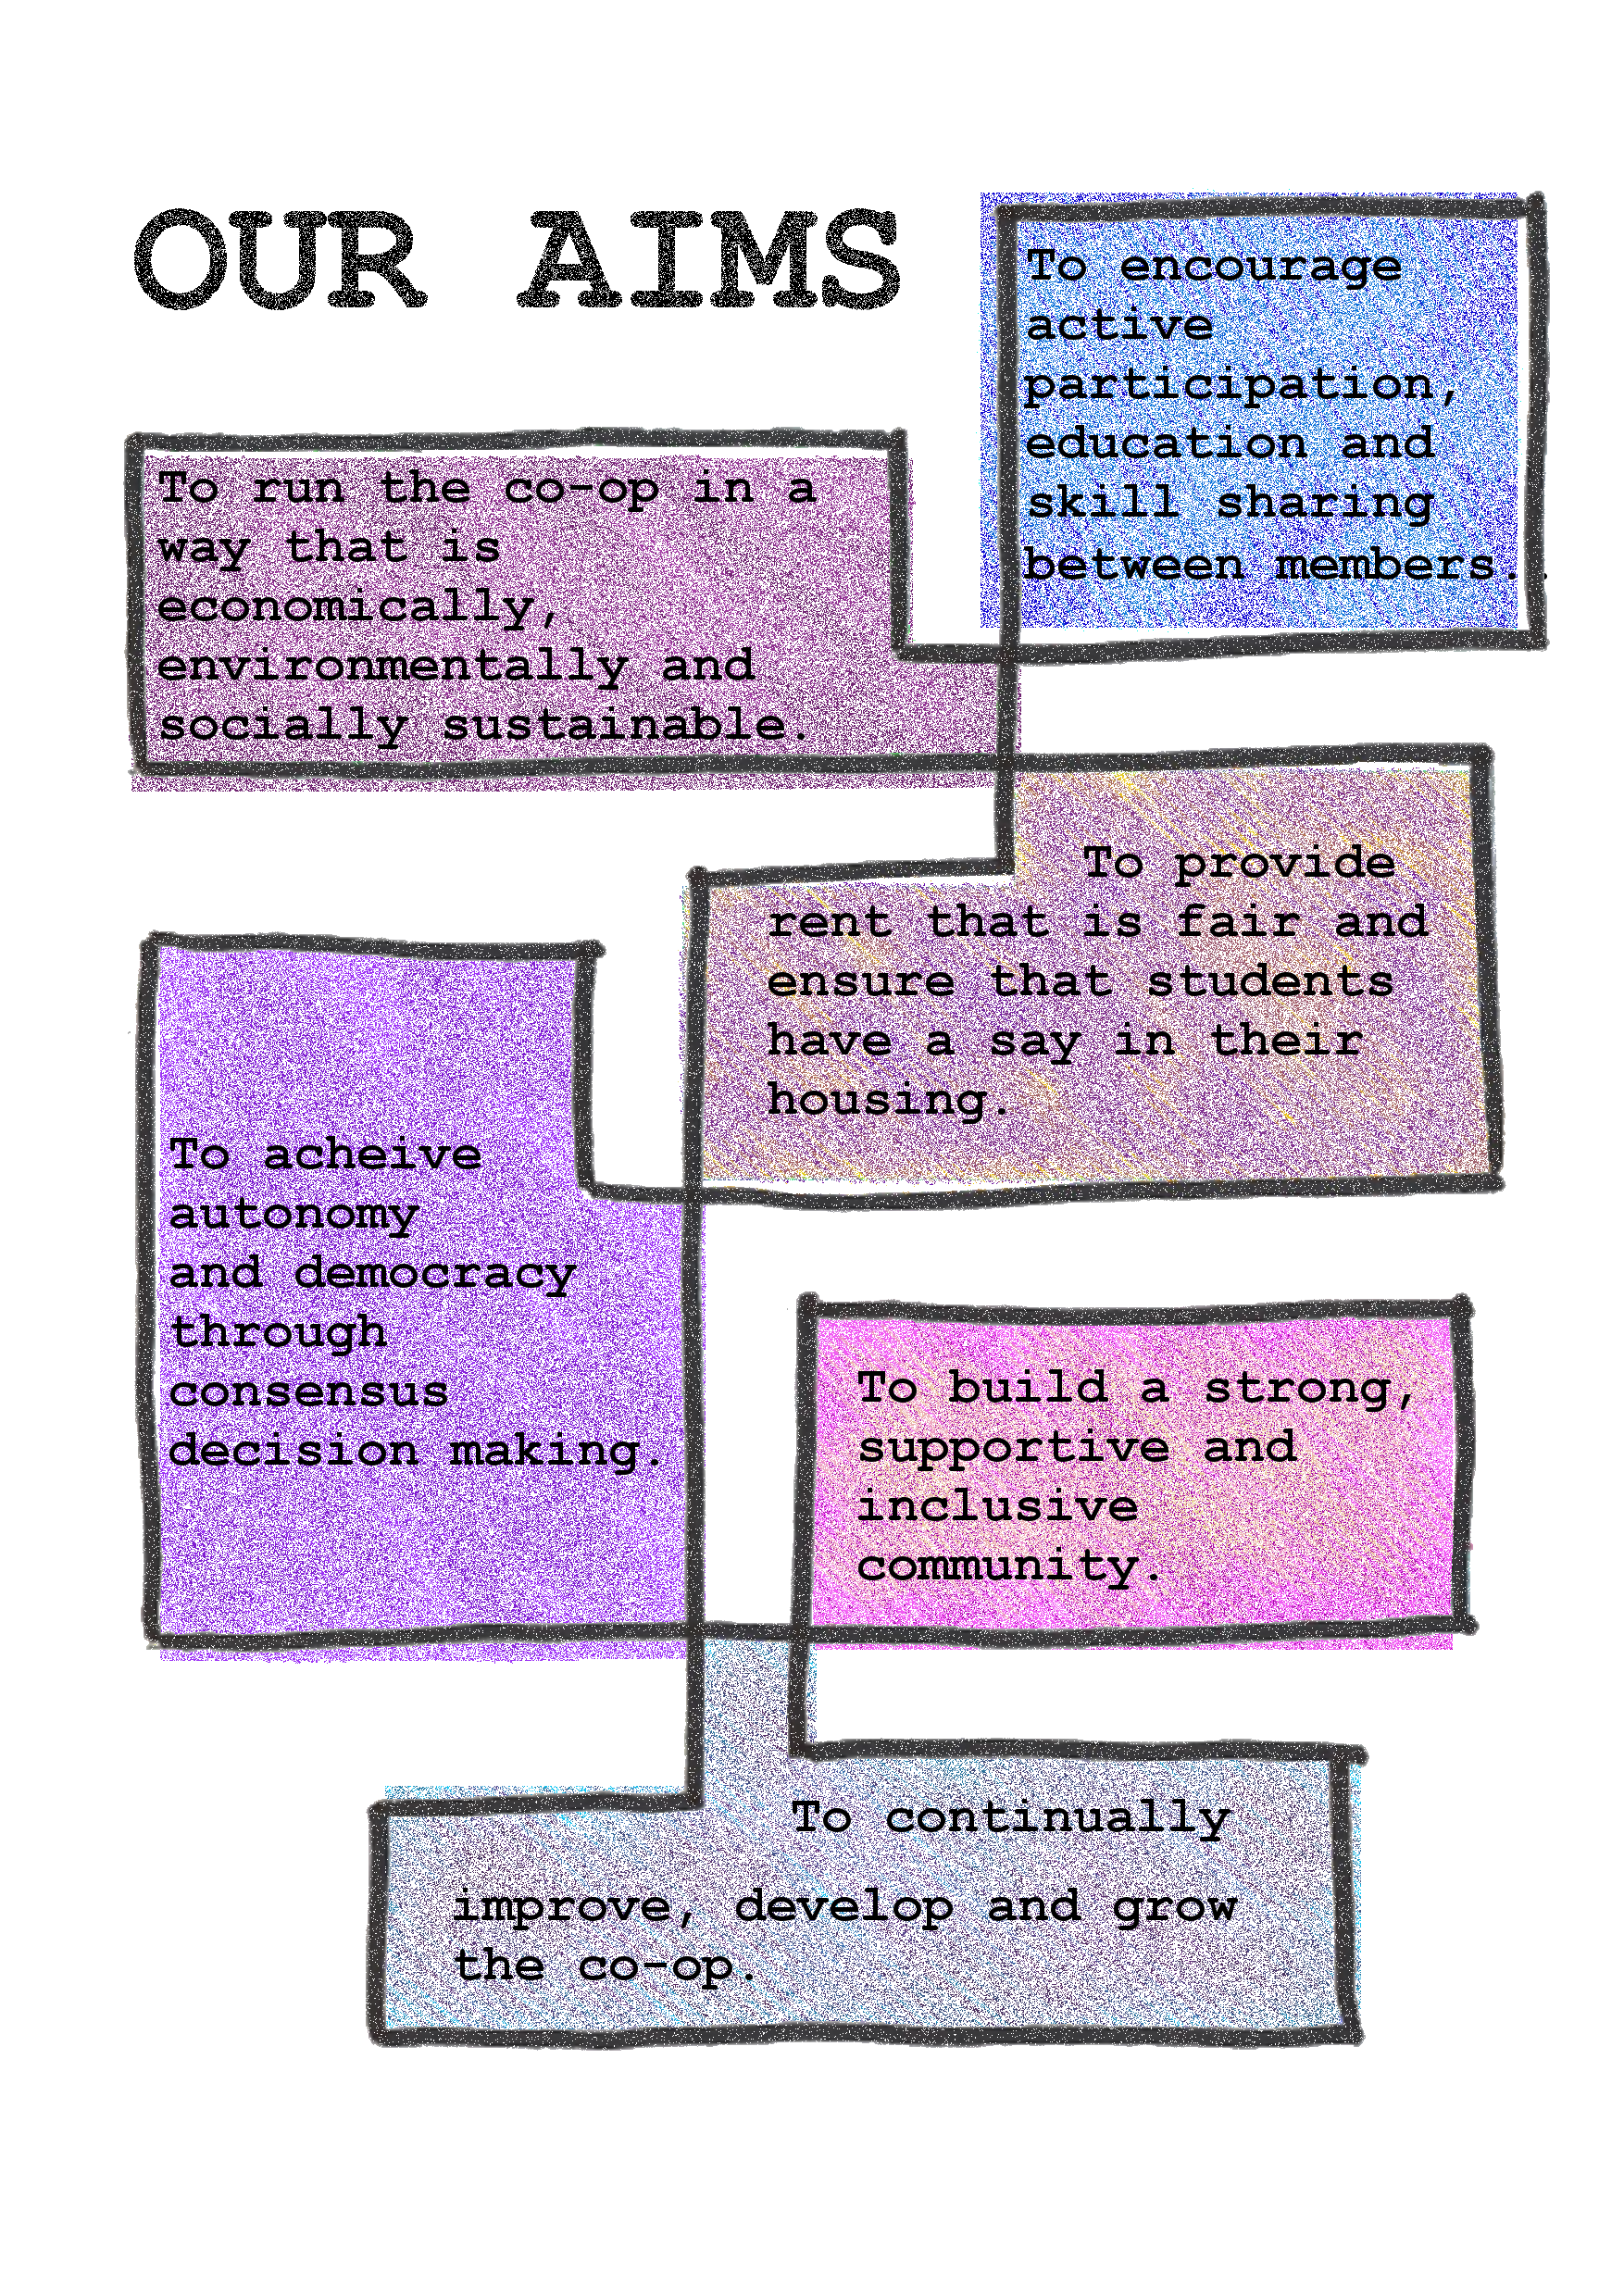 OUR AIMS
To encourage
active
participation,
education and
skill sharing
between members..
To run the co-op in a
way that is
economically,
environmentally and
socially sustainable.
To provide
rent that is fair and
ensure that students
have a say in their
housing.
To acheive
autonomy
and democracy
through
consensus
decision making.
To build a strong,
supportive and
inclusive
community.
To continually
improve, develop and grow
the co-op.